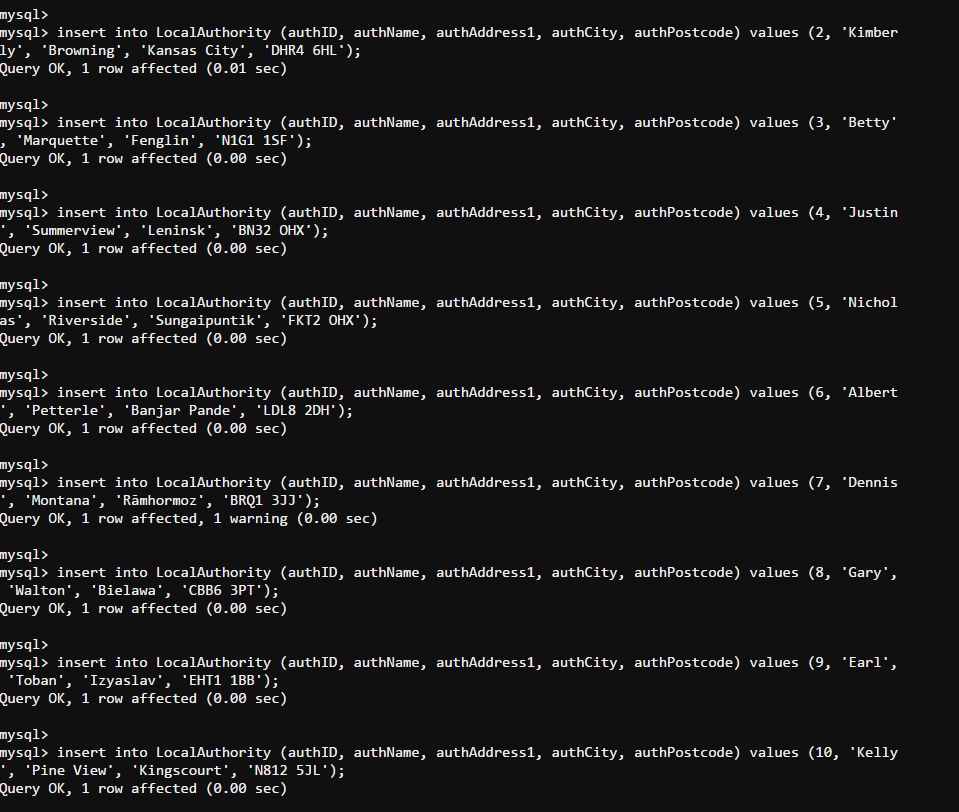 mysql>
mysql> insert into LocalAuthority (authID, authName, authAddress1, authCity, authPostcode) values (2, 'Kimber
ly', 'Browning', 'Kansas City', 'DHR4 6HL');
Query OK, 1 row affected (0.01 sec)
mysql>
mysql> insert into LocalAuthority (authID, authName, authAddress1, authCity, authPostcode) values (3, 'Betty'
, 'Marquette', 'Fenglin', 'N1G1 1SF');
Query OK, 1 row affected (0.00 sec)
mysql>
mysql> insert into LocalAuthority (authID, authName, authAddress1, authCity, authPostcode) values (4, 'Justin
', 'Summerview', 'Leninsk', 'BN32 OHX');
Query OK, 1 row affected (0.00 sec)
mysql>
mysql> insert into LocalAuthority (authID, authName, authAddress1, authCity, authPostcode) values (5, 'Nichol
as', 'Riverside', 'Sungaipuntik', 'FKT2 OHX');
Query OK, 1 row affected (0.00 sec)
mysql>
mysql> insert into LocalAuthority (authID, authName, authAddress1, authCity, authPostcode) values (6, 'Albert
', 'Petterle', 'Banjar Pande', 'LDL8 2DH');
Query OK, 1 row affected (0.00 sec)
mysql>
mysql> insert into LocalAuthority (authID, authName, authAddress1, authCity, authPostcode) values (7, 'Dennis
', 'Montana', 'Rāmhormoz', 'BRQ1 3JJ');
Query OK, 1 row affected, 1 warning (0.00 sec)
mysql>
mysql> insert into LocalAuthority (authID, authName, authAddress1, authCity, authPostcode) values (8, 'Gary',
 'Walton', 'Bielawa', 'CBB6 3PT');
Query OK, 1 row affected (0.00 sec)
mysql>
mysql> insert into LocalAuthority (authID, authName, authAddress1, authCity, authPostcode) values (9, 'Earl',
 'Toban', 'Izyaslav', 'EHT1 1BB');
Query OK, 1 row affected (0.00 sec)
mysql>
mysql> insert into LocalAuthority (authID, authName, authAddress1, authCity, authPostcode) values (10, 'Kelly
', 'Pine View', 'Kingscourt', 'N812 5JL');
Query OK, 1 row affected (0.00 sec)